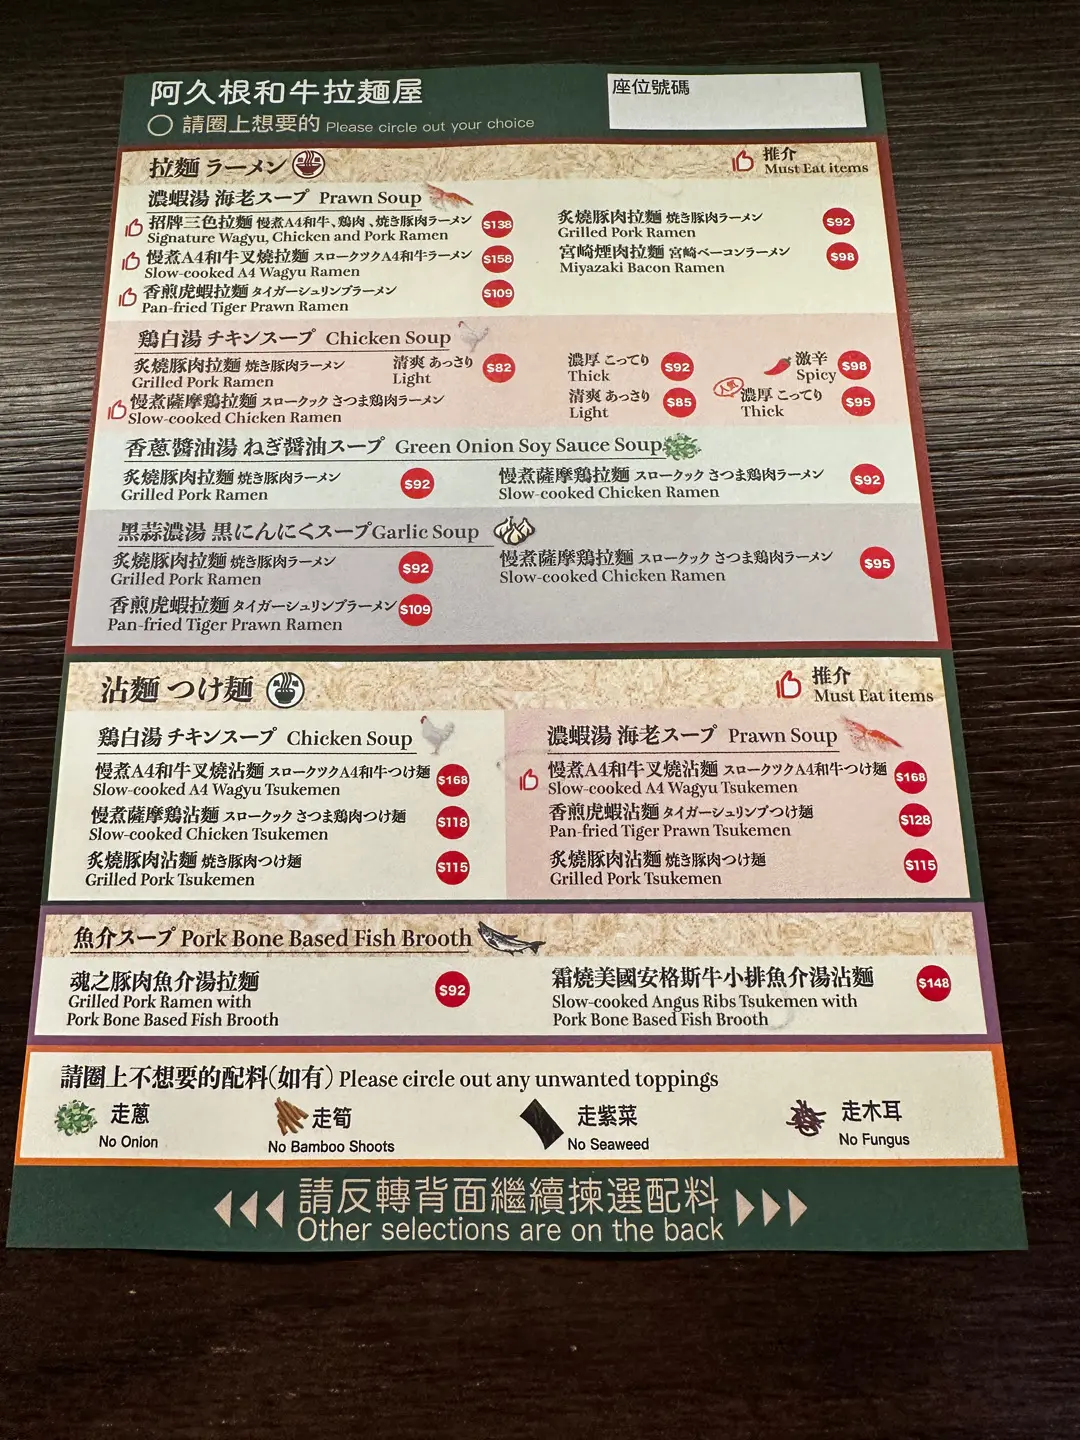 阿久根和牛拉麵屋
座位號碼
請圈上想要的 Please circle out your choice
拉麵 ラーメン
推介
Must Eat items
濃蝦湯 海老スープ Prawn Soup
招牌三色拉麵 慢煮A4和牛、鶏肉、焼き豚肉ラーメン $138
Signature Wagyu, Chicken and Pork Ramen
慢煮A4和牛叉燒拉麵 スロークックA4和牛ラーメン $158
Slow-cooked A4 Wagyu Ramen
香煎虎蝦拉麵 タイガーシュリンプラーメン $109
Pan-fried Tiger Prawn Ramen
炙燒豚肉拉麵 焼き豚肉ラーメン $92
Grilled Pork Ramen
宮崎煙肉拉麵 宮崎ベーコンラーメン $98
Miyazaki Bacon Ramen
鶏白湯 チキンスープ Chicken Soup
炙燒豚肉拉麵 焼き豚肉ラーメン 清爽 あっさり $82 濃厚 こってり $92 激辛 $98
Grilled Pork Ramen Light Thick Spicy
慢煮薩摩鶏拉麵 スロークック さつま鶏肉ラーメン 清爽 あっさり $85 人気 濃厚 こってり $95
Slow-cooked Chicken Ramen Light Thick
香蔥醬油湯 ねぎ醤油スープ Green Onion Soy Sauce Soup
炙燒豚肉拉麵 焼き豚肉ラーメン $92
Grilled Pork Ramen
慢煮薩摩鶏拉麵 スロークック さつま鶏肉ラーメン $92
Slow-cooked Chicken Ramen
黑蒜濃湯 黒にんにくスープ Garlic Soup
炙燒豚肉拉麵 焼き豚肉ラーメン $92
Grilled Pork Ramen
慢煮薩摩鶏拉麵 スロークック さつま鶏肉ラーメン $95
Slow-cooked Chicken Ramen
香煎虎蝦拉麵 タイガーシュリンプラーメン $109
Pan-fried Tiger Prawn Ramen
沾麵 つけ麺
推介
Must Eat items
鶏白湯 チキンスープ Chicken Soup
慢煮A4和牛叉燒沾麵 スロークックA4和牛つけ麺 $168
Slow-cooked A4 Wagyu Tsukemen
慢煮薩摩鶏沾麵 スロークック さつま鶏肉つけ麺 $118
Slow-cooked Chicken Tsukemen
炙燒豚肉沾麵 焼き豚肉つけ麺 $115
Grilled Pork Tsukemen
濃蝦湯 海老スープ Prawn Soup
慢煮A4和牛叉燒沾麵 スロークックA4和牛つけ麺 $168
Slow-cooked A4 Wagyu Tsukemen
香煎虎蝦沾麵 タイガーシュリンプつけ麺 $128
Pan-fried Tiger Prawn Tsukemen
炙燒豚肉沾麵 焼き豚肉つけ麺 $115
Grilled Pork Tsukemen
魚介スープ Pork Bone Based Fish Brooth
魂之豚肉魚介湯拉麵 $92
Grilled Pork Ramen with
Pork Bone Based Fish Brooth
霜燒美國安格斯牛小排魚介湯沾麵 $148
Slow-cooked Angus Ribs Tsukemen with
Pork Bone Based Fish Brooth
請圈上不想要的配料(如有) Please circle out any unwanted toppings
走蔥
No Onion
走筍
No Bamboo Shoots
走紫菜
No Seaweed
走木耳
No Fungus
請反轉背面繼續揀選配料
Other selections are on the back